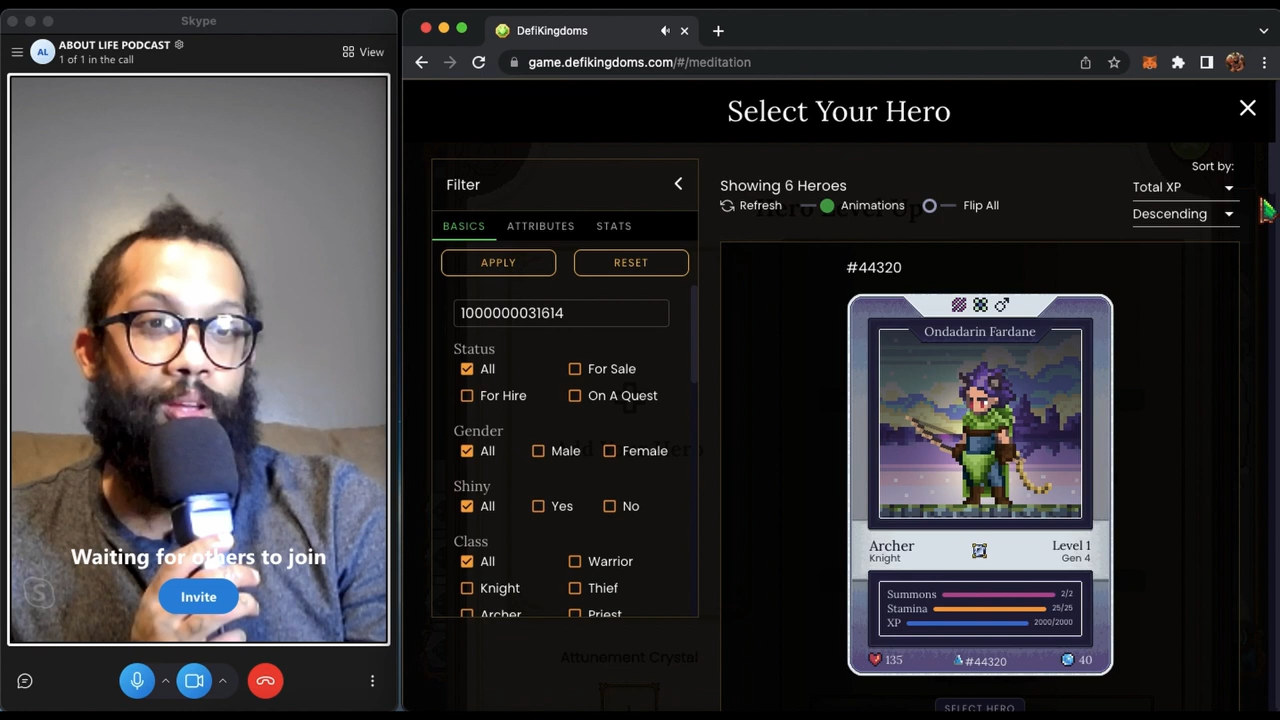 Skype
AL ABOUT LIFE PODCAST
1 of 1 in the call
View
Waiting for others to join
Invite
DefiKingdoms
game.defikingdoms.com/#/meditation
Select Your Hero
Filter
BASICS ATTRIBUTES STATS
APPLY RESET
1000000031614
Status
All For Sale
For Hire On A Quest
Gender
All Male Female
Shiny
All Yes No
Class
All Warrior
Knight Thief
Archer Priest
Attunement Crystal
Showing 6 Heroes
Refresh Animations Flip All
Sort by:
Total XP
Descending
#44320
Ondadarin Fardane
Archer Level 1
Knight Gen 4
Summons 2/2
Stamina 25/25
XP 2000/2000
135 #44320 40
SELECT HERO